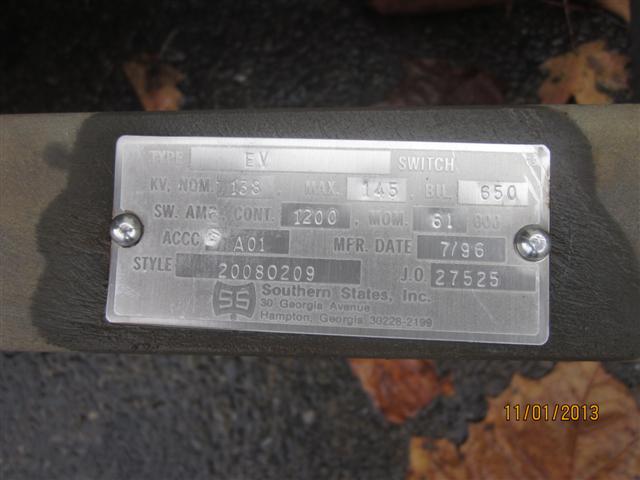 TYPE EV SWITCH
KV, NOM. 138 MAX. 145 BIL 650
SW. AMP. CONT. 1200 MOM. 61 000
ACCC A01 MFR. DATE 7/96
STYLE 20080209 J.O 27525
SS Southern States, Inc.
30 Georgia Avenue
Hampton, Georgia 30228-2199
11/01/2013